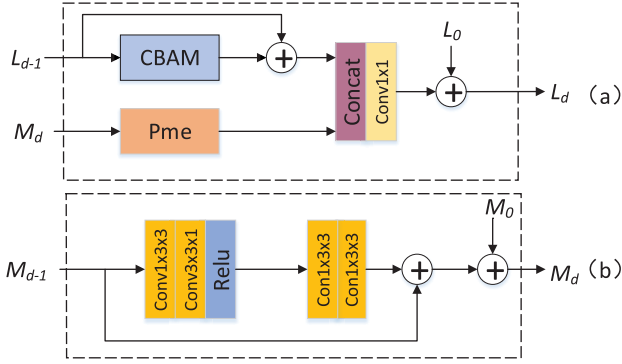 L0
Ld-1
CBAM
+
Concat
Conv1x1
+
Ld
(a)
Md
Pme
M0
Md-1
Conv1x3x3
Conv3x3x1
Relu
Con1x3x3
Con1x3x3
+
+
Md
(b)